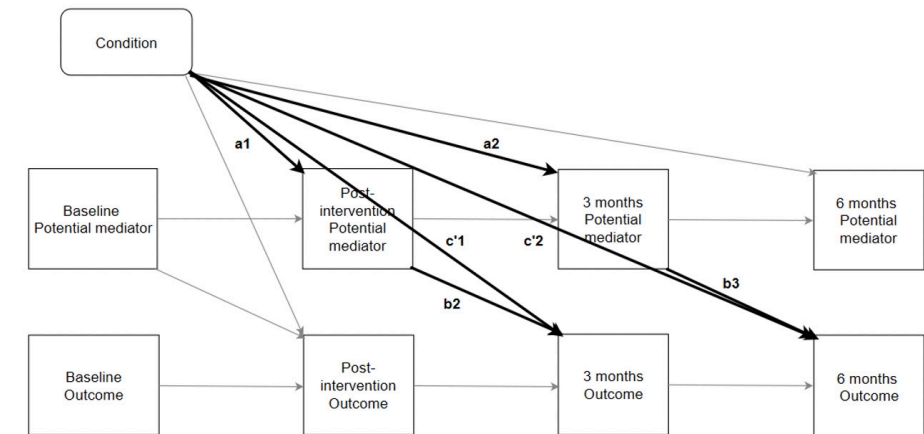 Condition
a1
a2
Baseline
Potential mediator
Post-
intervention
Potential
mediator
3 months
Potential
mediator
6 months
Potential
mediator
c'1
c'2
b2
b3
Baseline
Outcome
Post-
intervention
Outcome
3 months
Outcome
6 months
Outcome